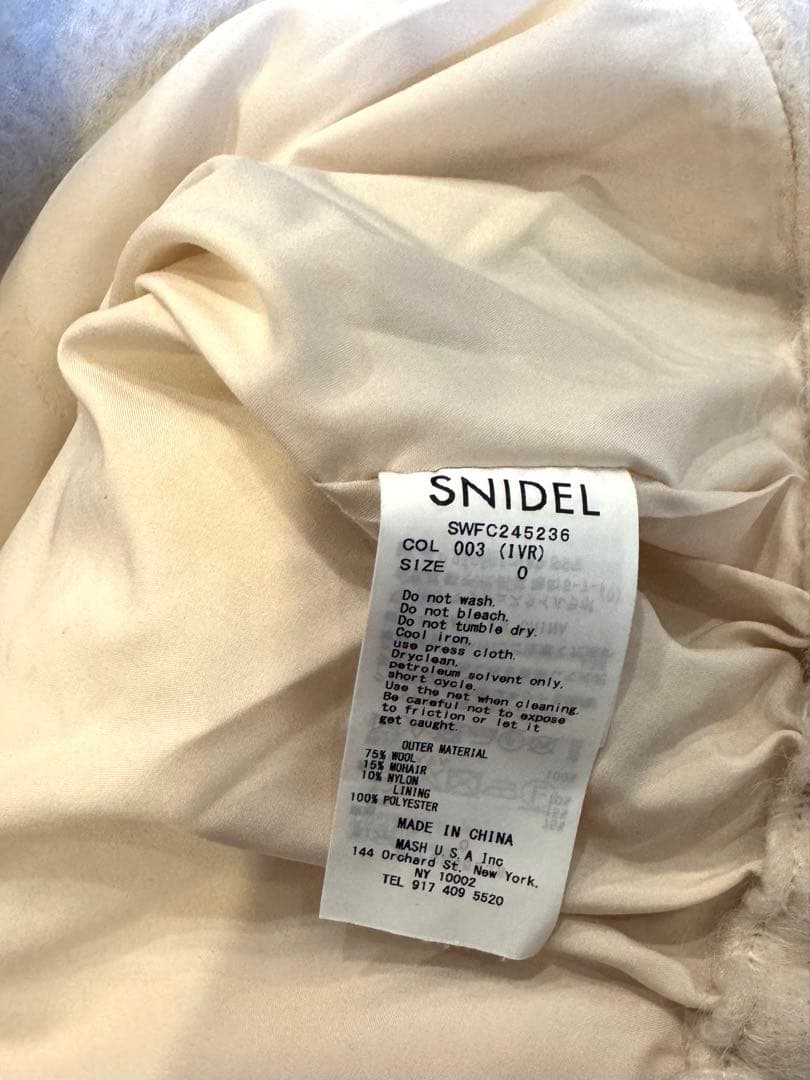 SNIDEL
SWFC245236
COL 003 (IVR)
SIZE 0
Do not wash.
Do not bleach.
Do not tumble dry.
Cool iron.
use press cloth.
Dryclean.
petroleum solvent only.
short cycle.
Use the net when cleaning.
Be careful not to expose
to friction or let it
get caught.
OUTER MATERIAL
75% WOOL
15% MOHAIR
10% NYLON
LINING
100% POLYESTER
MADE IN CHINA
MASH U.S.A Inc
144 Orchard St. New York.
NY 10002
TEL 917 409 5520